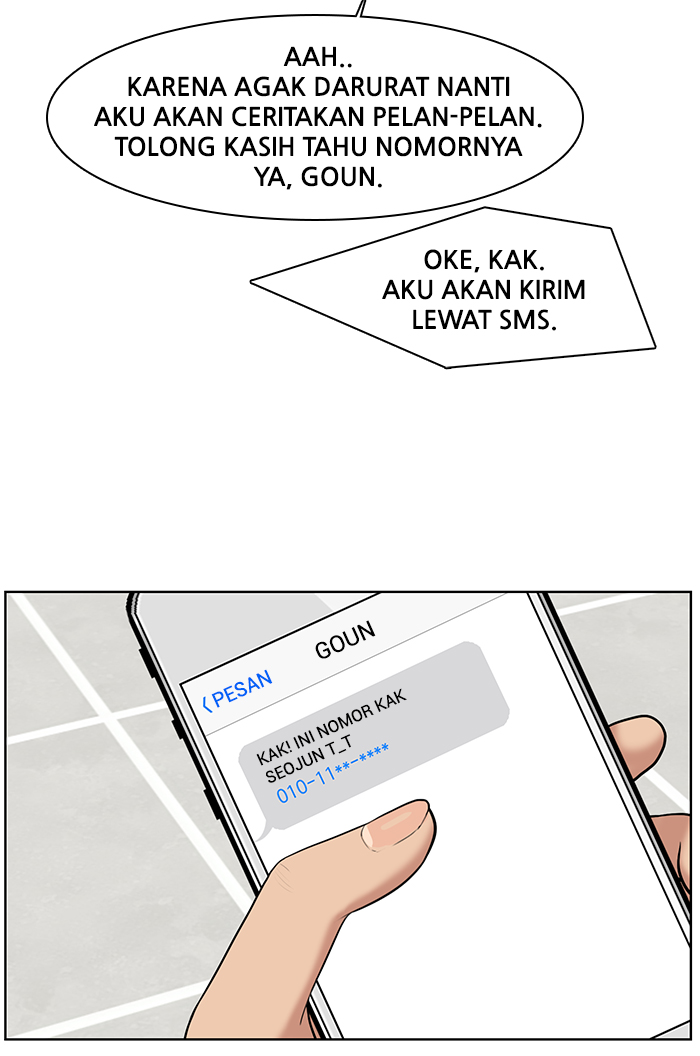 AAH..
KARENA AGAK DARURAT NANTI
AKU AKAN CERITAKAN PELAN-PELAN.
TOLONG KASIH TAHU NOMORNYA
YA, GOUN.
OKE, KAK.
AKU AKAN KIRIM
LEWAT SMS.
GOUN
〈PESAN
KAK! INI NOMOR KAK
SEOJUN T_T
010-11**-****